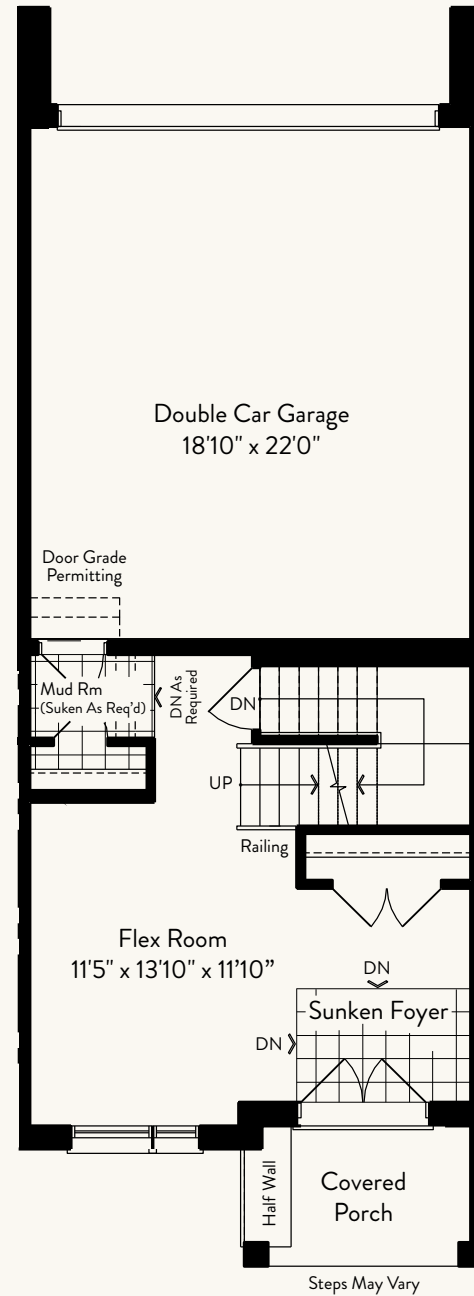 Double Car Garage
18'10" x 22'0"
Door Grade
Permitting
Mud Rm
(Suken As Req'd)
DN As
Required
DN
UP
Railing
Flex Room
11'5" x 13'10" x 11'10”
DN
Sunken Foyer
DN
Half Wall
Covered
Porch
Steps May Vary